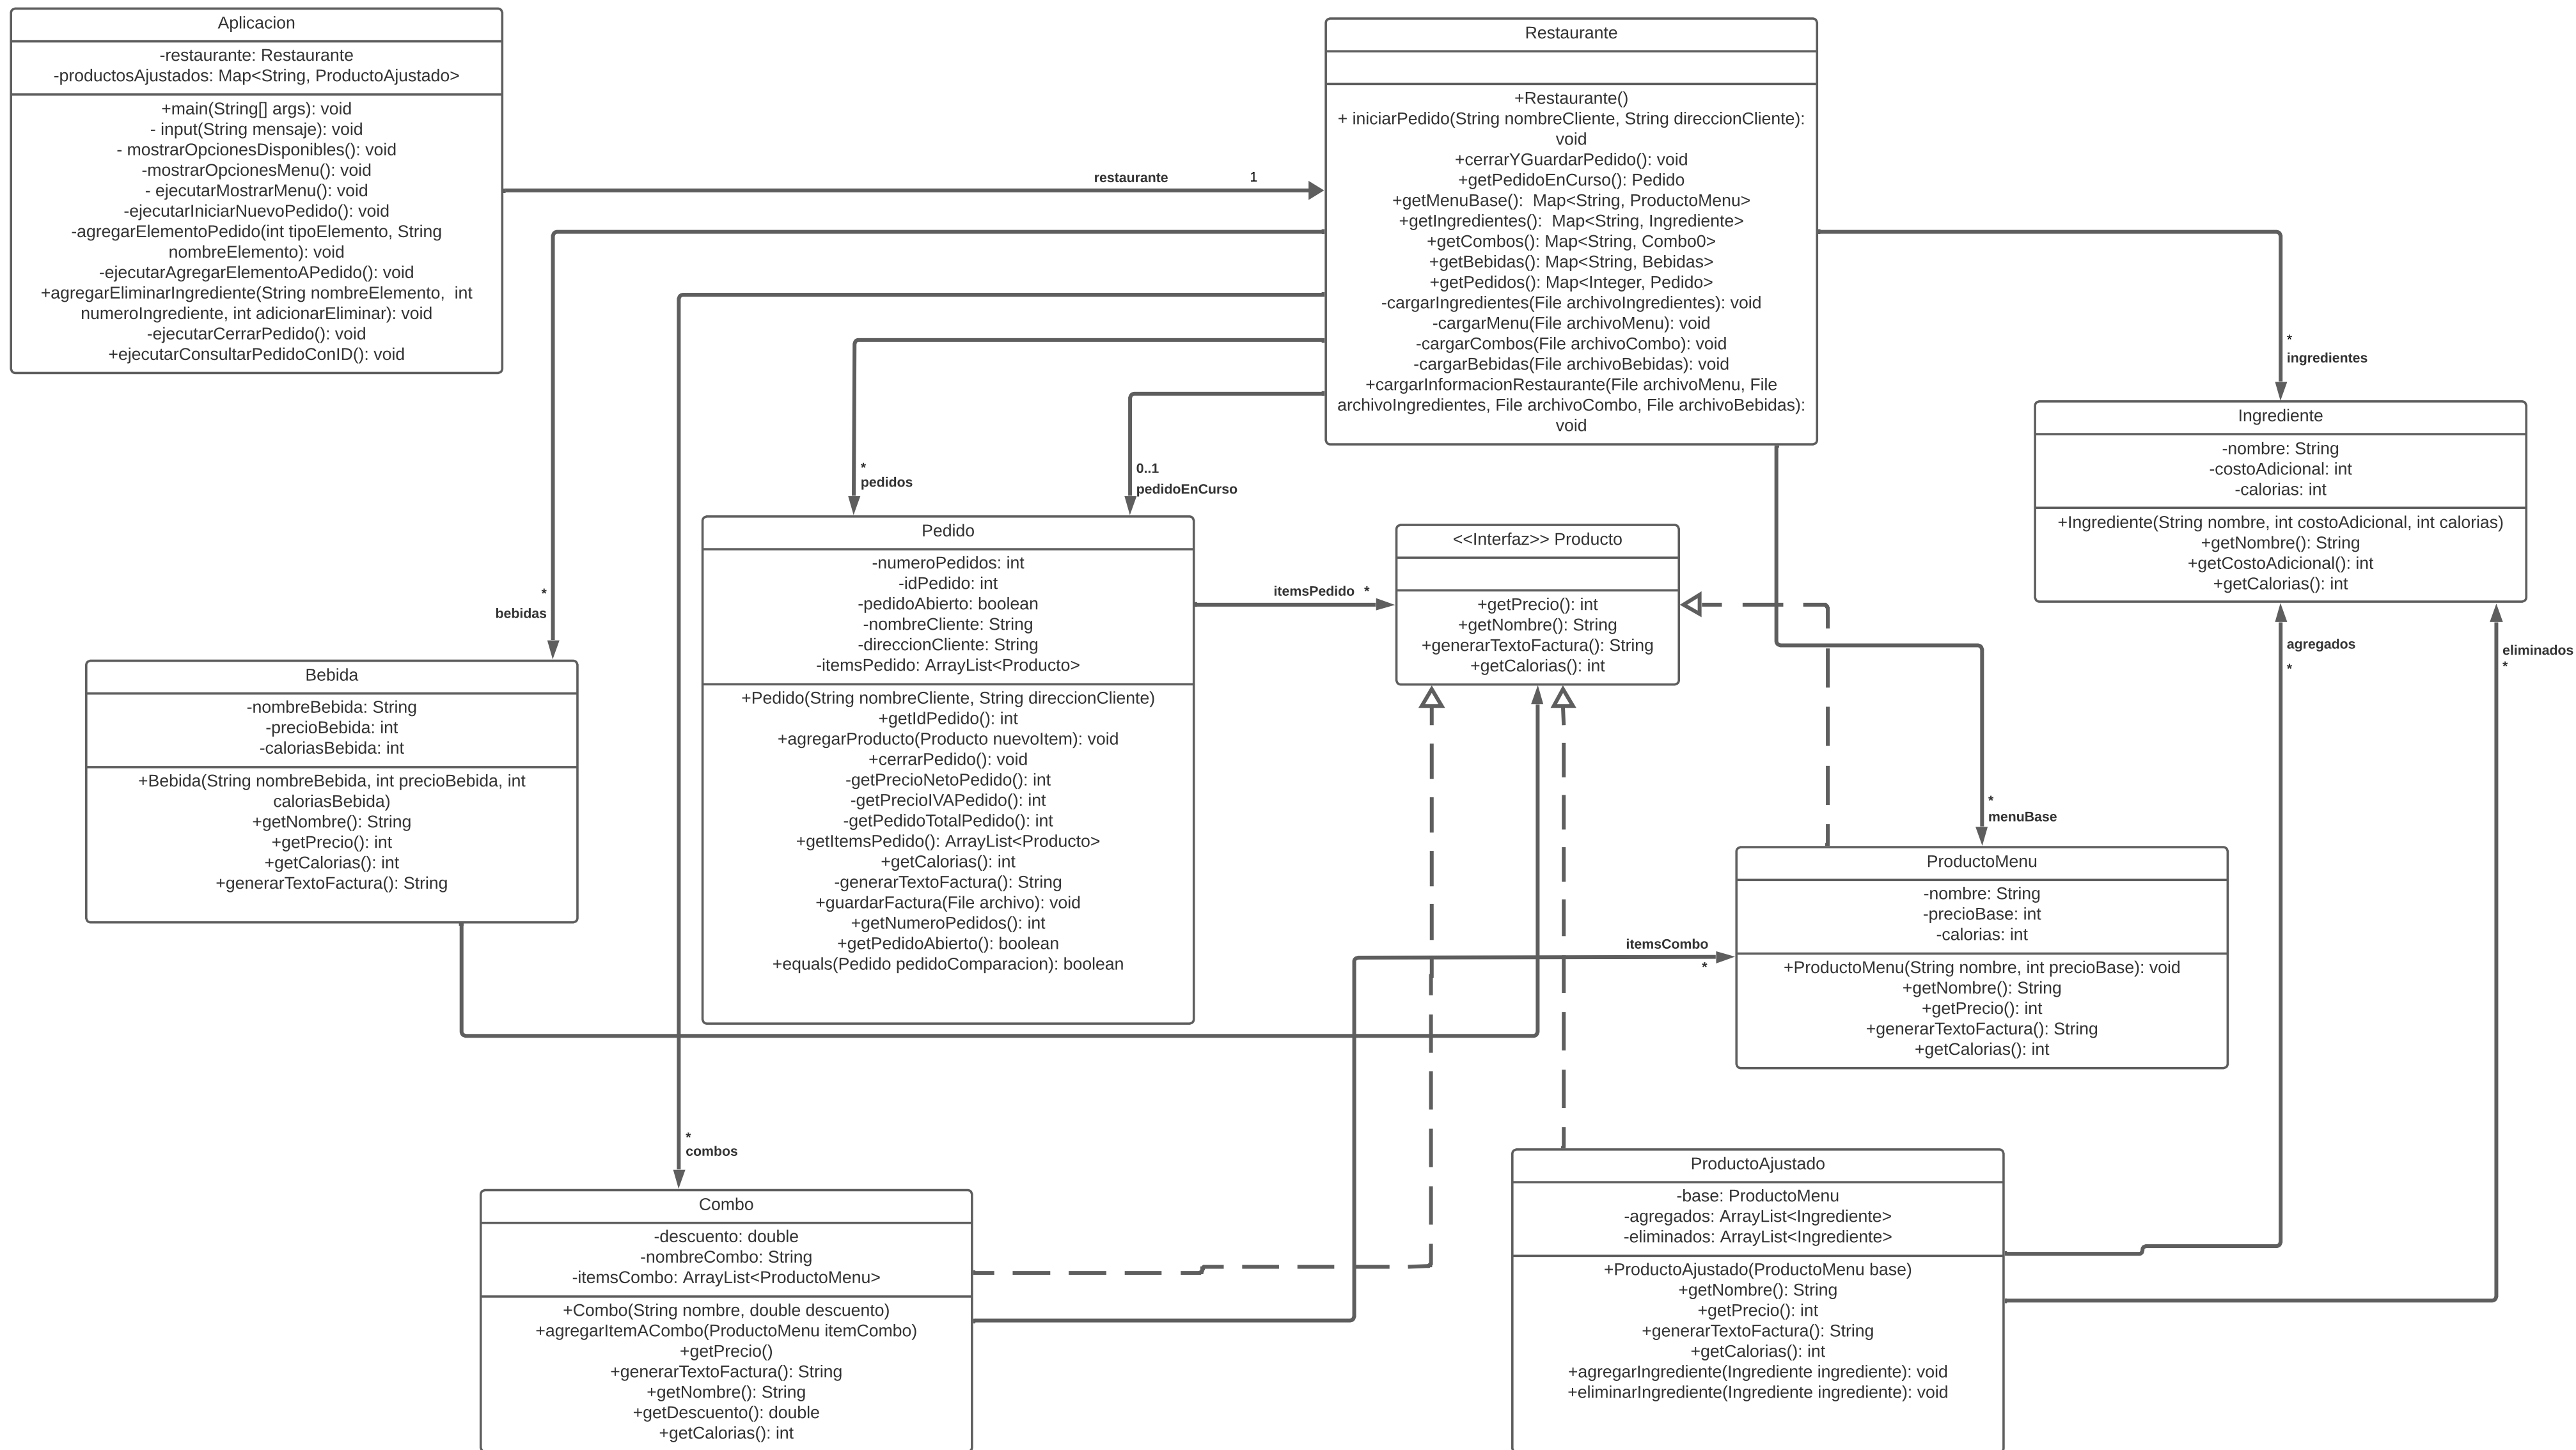 Aplicacion
-restaurante: Restaurante
-productosAjustados: Map<String, ProductoAjustado>
+main(String[] args): void
- input(String mensaje): void
- mostrarOpcionesDisponibles(): void
-mostrarOpcionesMenu(): void
- ejecutarMostrarMenu(): void
-ejecutarIniciarNuevoPedido(): void
-agregarElementoPedido(int tipoElemento, String
nombreElemento): void
-ejecutarAgregarElementoAPedido(): void
+agregarEliminarIngrediente(String nombreElemento,  int
numeroIngrediente, int adicionarEliminar): void
-ejecutarCerrarPedido(): void
+ejecutarConsultarPedidoConID(): void
restaurante
1
Restaurante
+Restaurante()
+ iniciarPedido(String nombreCliente, String direccionCliente):
void
+cerrarYGuardarPedido(): void
+getPedidoEnCurso(): Pedido
+getMenuBase():  Map<String, ProductoMenu>
+getIngredientes():  Map<String, Ingrediente>
+getCombos(): Map<String, Combo0>
+getBebidas(): Map<String, Bebidas>
+getPedidos(): Map<Integer, Pedido>
-cargarIngredientes(File archivoIngredientes): void
-cargarMenu(File archivoMenu): void
-cargarCombos(File archivoCombo): void
-cargarBebidas(File archivoBebidas): void
+cargarInformacionRestaurante(File archivoMenu, File
archivoIngredientes, File archivoCombo, File archivoBebidas):
void
*
ingredientes
Ingrediente
-nombre: String
-costoAdicional: int
-calorias: int
+Ingrediente(String nombre, int costoAdicional, int calorias)
+getNombre(): String
+getCostoAdicional(): int
+getCalorias(): int
*
pedidos
0..1
pedidoEnCurso
Pedido
-numeroPedidos: int
-idPedido: int
-pedidoAbierto: boolean
-nombreCliente: String
-direccionCliente: String
-itemsPedido: ArrayList<Producto>
+Pedido(String nombreCliente, String direccionCliente)
+getIdPedido(): int
+agregarProducto(Producto nuevoItem): void
+cerrarPedido(): void
-getPrecioNetoPedido(): int
-getPrecioIVAPedido(): int
-getPedidoTotalPedido(): int
+getItemsPedido(): ArrayList<Producto>
+getCalorias(): int
-generarTextoFactura(): String
+guardarFactura(File archivo): void
+getNumeroPedidos(): int
+getPedidoAbierto(): boolean
+equals(Pedido pedidoComparacion): boolean
itemsPedido *
<<Interfaz>> Producto
+getPrecio(): int
+getNombre(): String
+generarTextoFactura(): String
+getCalorias(): int
*
bebidas
Bebida
-nombreBebida: String
-precioBebida: int
-caloriasBebida: int
+Bebida(String nombreBebida, int precioBebida, int
caloriasBebida)
+getNombre(): String
+getPrecio(): int
+getCalorias(): int
+generarTextoFactura(): String
agregados
*
eliminados
*
*
menuBase
ProductoMenu
-nombre: String
-precioBase: int
-calorias: int
+ProductoMenu(String nombre, int precioBase): void
+getNombre(): String
+getPrecio(): int
+generarTextoFactura(): String
+getCalorias(): int
itemsCombo
*
*
combos
Combo
-descuento: double
-nombreCombo: String
-itemsCombo: ArrayList<ProductoMenu>
+Combo(String nombre, double descuento)
+agregarItemACombo(ProductoMenu itemCombo)
+getPrecio()
+generarTextoFactura(): String
+getNombre(): String
+getDescuento(): double
+getCalorias(): int
ProductoAjustado
-base: ProductoMenu
-agregados: ArrayList<Ingrediente>
-eliminados: ArrayList<Ingrediente>
+ProductoAjustado(ProductoMenu base)
+getNombre(): String
+getPrecio(): int
+generarTextoFactura(): String
+getCalorias(): int
+agregarIngrediente(Ingrediente ingrediente): void
+eliminarIngrediente(Ingrediente ingrediente): void